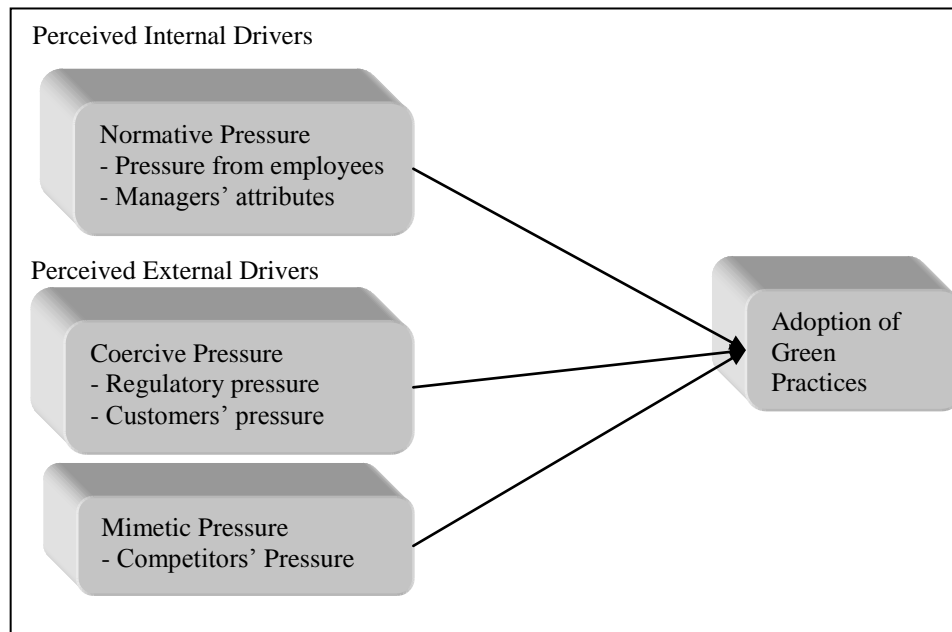 Perceived Internal Drivers
Normative Pressure
- Pressure from employees
- Managers’ attributes
Perceived External Drivers
Coercive Pressure
- Regulatory pressure
- Customers’ pressure
Mimetic Pressure
- Competitors’ Pressure
Adoption of
Green
Practices